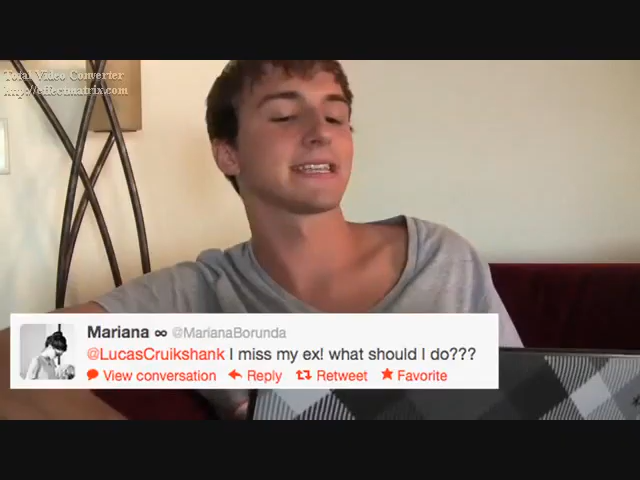 Total Video Converter
http://effectmatrix.com
Mariana ∞ @MarianaBorunda
@LucasCruikshank I miss my ex! what should I do???
View conversation Reply Retweet Favorite